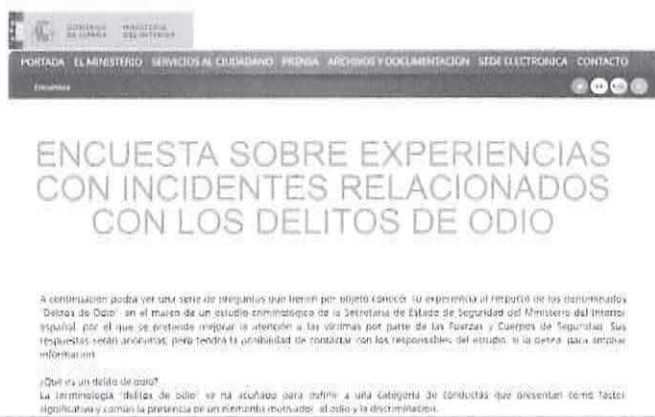 GOBIERNO MINISTERIO
DE ESPAÑA DEL INTERIOR
PORTADA EL MINISTERIO SERVICIOS AL CIUDADANO PRENSA ARCHIVOS Y DOCUMENTACIÓN SEDE ELECTRÓNICA CONTACTO
Encuestas
ENCUESTA SOBRE EXPERIENCIAS
CON INCIDENTES RELACIONADOS
CON LOS DELITOS DE ODIO
A continuación podrá ver una serie de preguntas que tienen por objeto conocer su experiencia al respecto de los denominados
"Delitos de Odio" en el marco de un estudio criminológico de la Secretaría de Estado de Seguridad del Ministerio del Interior
español, por el que se pretende mejorar la atención a las víctimas por parte de las Fuerzas y Cuerpos de Seguridad. Sus
respuestas serán anónimas, pero tendrá la posibilidad de contactar con los responsables del estudio, si lo desea, para ampliar
información.
¿Qué es un delito de odio?
La terminología "delitos de odio" se ha acuñado para definir a una categoría de conductas que presentan como factor
significativo y común la presencia de un elemento motivador, el odio y la discriminación.